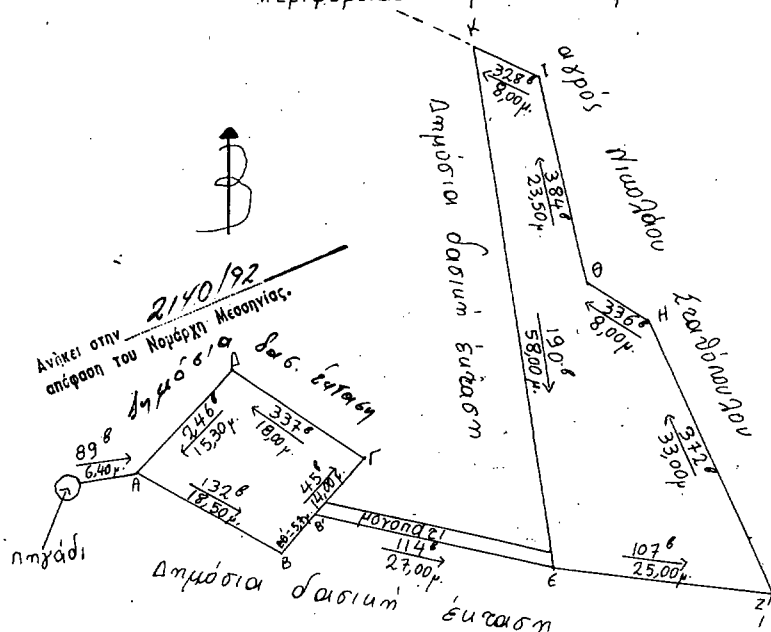 Κ
Ι
328ᵍ
8,00μ.
αγρός Νικολάου Σταθόπουλου
Β
Δημόσια δασική έκταση
384ᵍ
23,50μ.
190ᵍ
58,00μ.
Θ
Η
336ᵍ
8,00μ.
372ᵍ
33,00μ.
Ανήκει στην 2140/92
απόφαση του Νομάρχη Μεσσηνίας.
Δημόσια δασ. έκταση
Δ
246ᵍ
15,30μ.
337ᵍ
18,00μ.
Γ
89ᵍ
6,40μ.
Α
132ᵍ
18,50μ.
45ᵍ
14,00μ.
Β'
Β
πηγάδι
μονοπάτι
114ᵍ
27,00μ.
Ε
107ᵍ
25,00μ.
Ζ
Δημόσια δασική έκταση